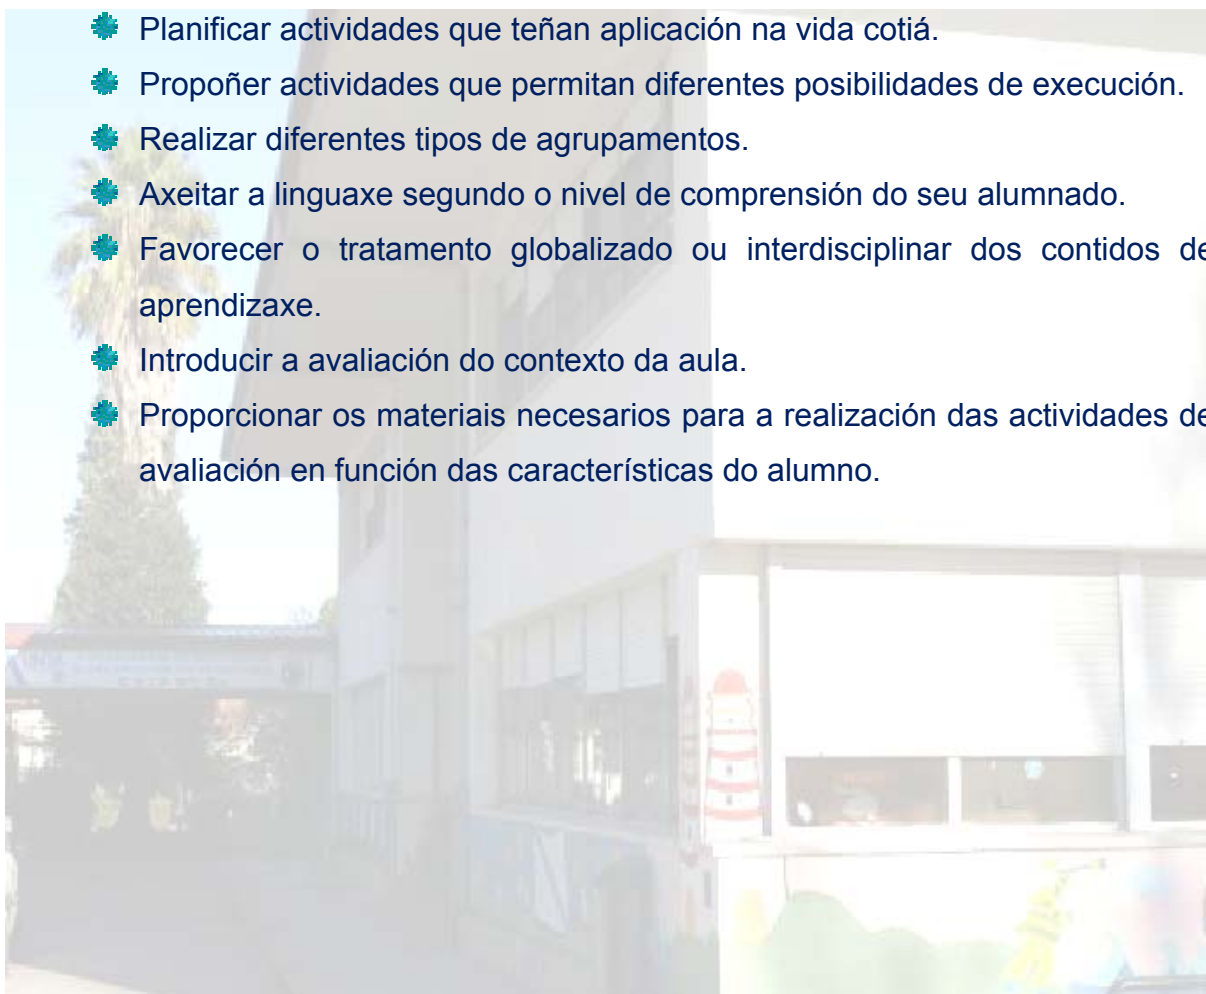 Planificar actividades que teñan aplicación na vida cotiá.
Propoñer actividades que permitan diferentes posibilidades de execución.
Realizar diferentes tipos de agrupamentos.
Axeitar a linguaxe segundo o nivel de comprensión do seu alumnado.
Favorecer o tratamento globalizado ou interdisciplinar dos contidos de
aprendizaxe.
Introducir a avaliación do contexto da aula.
Proporcionar os materiais necesarios para a realización das actividades de
avaliación en función das características do alumno.